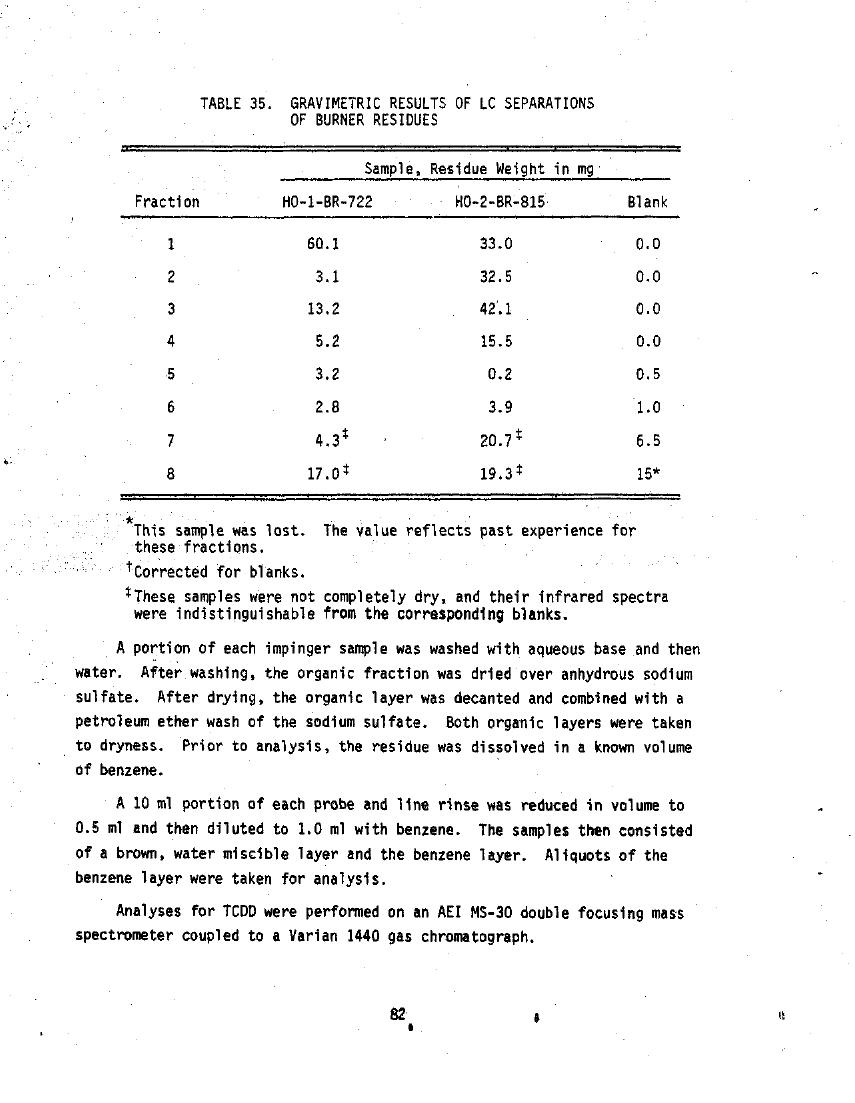 TABLE 35. GRAVIMETRIC RESULTS OF LC SEPARATIONS
OF BURNER RESIDUES
Sample, Residue Weight in mg
Fraction HO-1-BR-722 HO-2-BR-815 Blank
1 60.1 33.0 0.0
2 3.1 32.5 0.0
3 13.2 42.1 0.0
4 5.2 15.5 0.0
5 3.2 0.2 0.5
6 2.8 3.9 1.0
7 4.3‡ 20.7‡ 6.5
8 17.0‡ 19.3‡ 15*
*This sample was lost. The value reflects past experience for
these fractions.
†Corrected for blanks.
‡These samples were not completely dry, and their infrared spectra
were indistinguishable from the corresponding blanks.
A portion of each impinger sample was washed with aqueous base and then
water. After washing, the organic fraction was dried over anhydrous sodium
sulfate. After drying, the organic layer was decanted and combined with a
petroleum ether wash of the sodium sulfate. Both organic layers were taken
to dryness. Prior to analysis, the residue was dissolved in a known volume
of benzene.
A 10 ml portion of each probe and line rinse was reduced in volume to
0.5 ml and then diluted to 1.0 ml with benzene. The samples then consisted
of a brown, water miscible layer and the benzene layer. Aliquots of the
benzene layer were taken for analysis.
Analyses for TCDD were performed on an AEI MS-30 double focusing mass
spectrometer coupled to a Varian 1440 gas chromatograph.
82